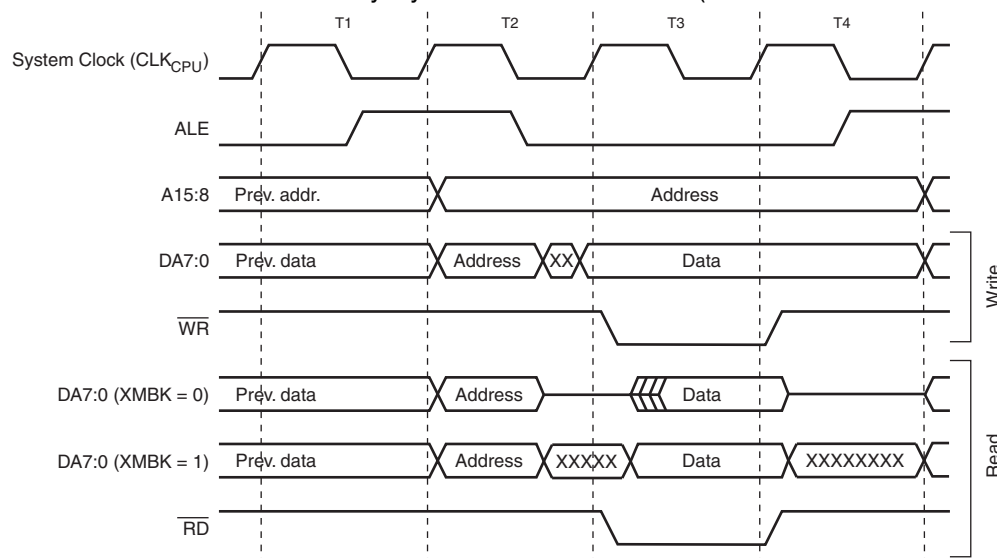 T1 T2 T3 T4
System Clock (CLKCPU)
ALE
A15:8 Prev. addr. Address
DA7:0 Prev. data Address XX Data
WR
Write
DA7:0 (XMBK = 0) Prev. data Address Data
DA7:0 (XMBK = 1) Prev. data Address XXXXX Data XXXXXXXX
RD
Read